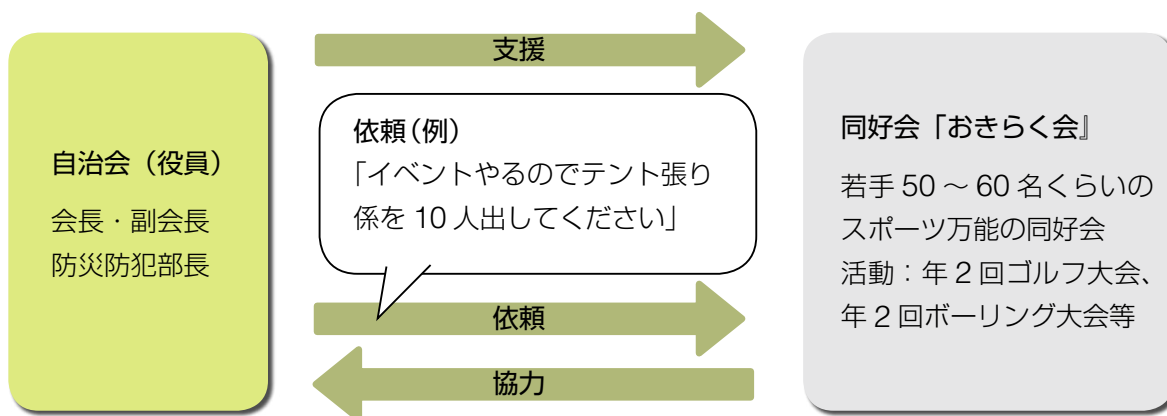 支援
自治会（役員）
会長・副会長
防災防犯部長
依頼（例）
「イベントやるのでテント張り
係を 10 人出してください」
依頼
協力
同好会「おきらく会』
若手 50 ～ 60 名くらいの
スポーツ万能の同好会
活動：年 2 回ゴルフ大会、
年 2 回ボーリング大会等